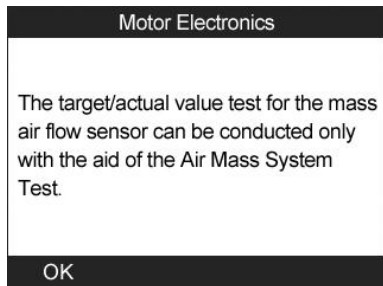 Motor Electronics
The target/actual value test for the mass
air flow sensor can be conducted only
with the aid of the Air Mass System
Test.
OK